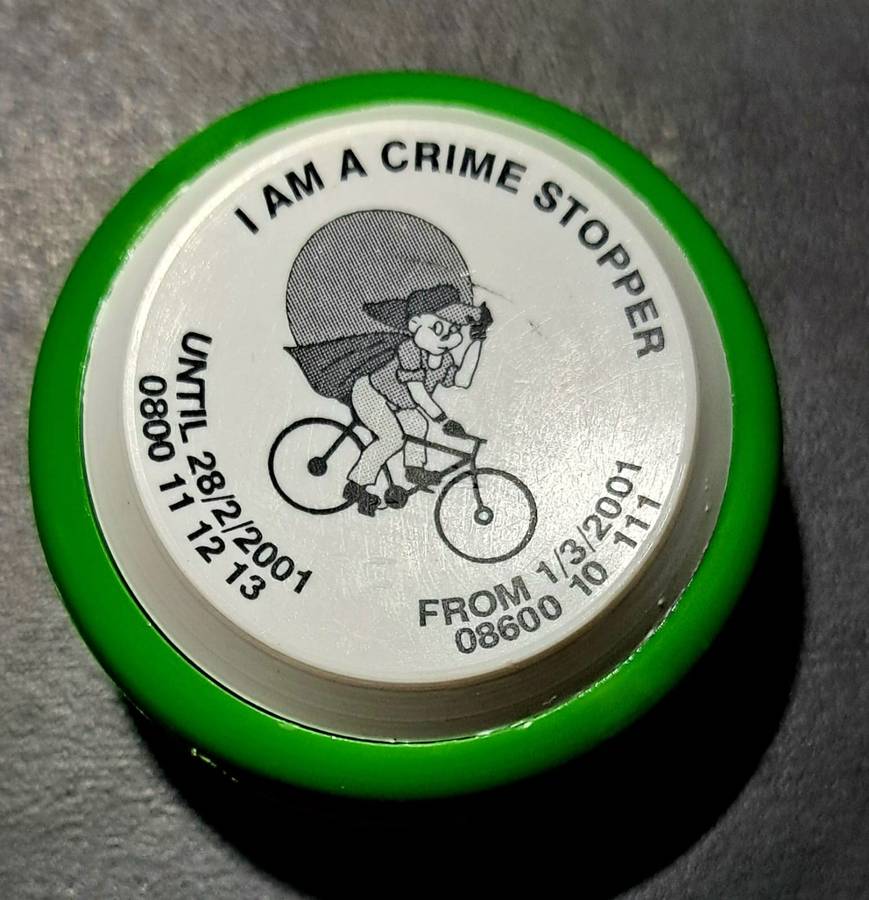 I AM A CRIME STOPPER
UNTIL 28/2/2001
0800 11 12 13
FROM 1/3/2001
08600 10 111